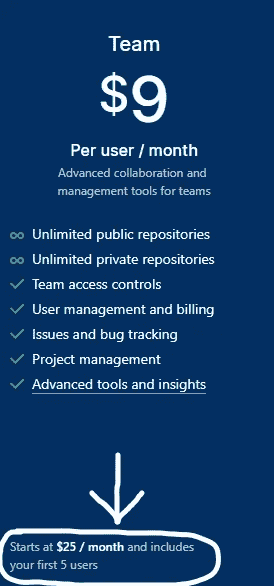 Team
$9
Per user / month
Advanced collaboration and
management tools for teams
∞ Unlimited public repositories
∞ Unlimited private repositories
✓ Team access controls
✓ User management and billing
✓ Issues and bug tracking
✓ Project management
✓ Advanced tools and insights
Starts at $25 / month and includes
your first 5 users